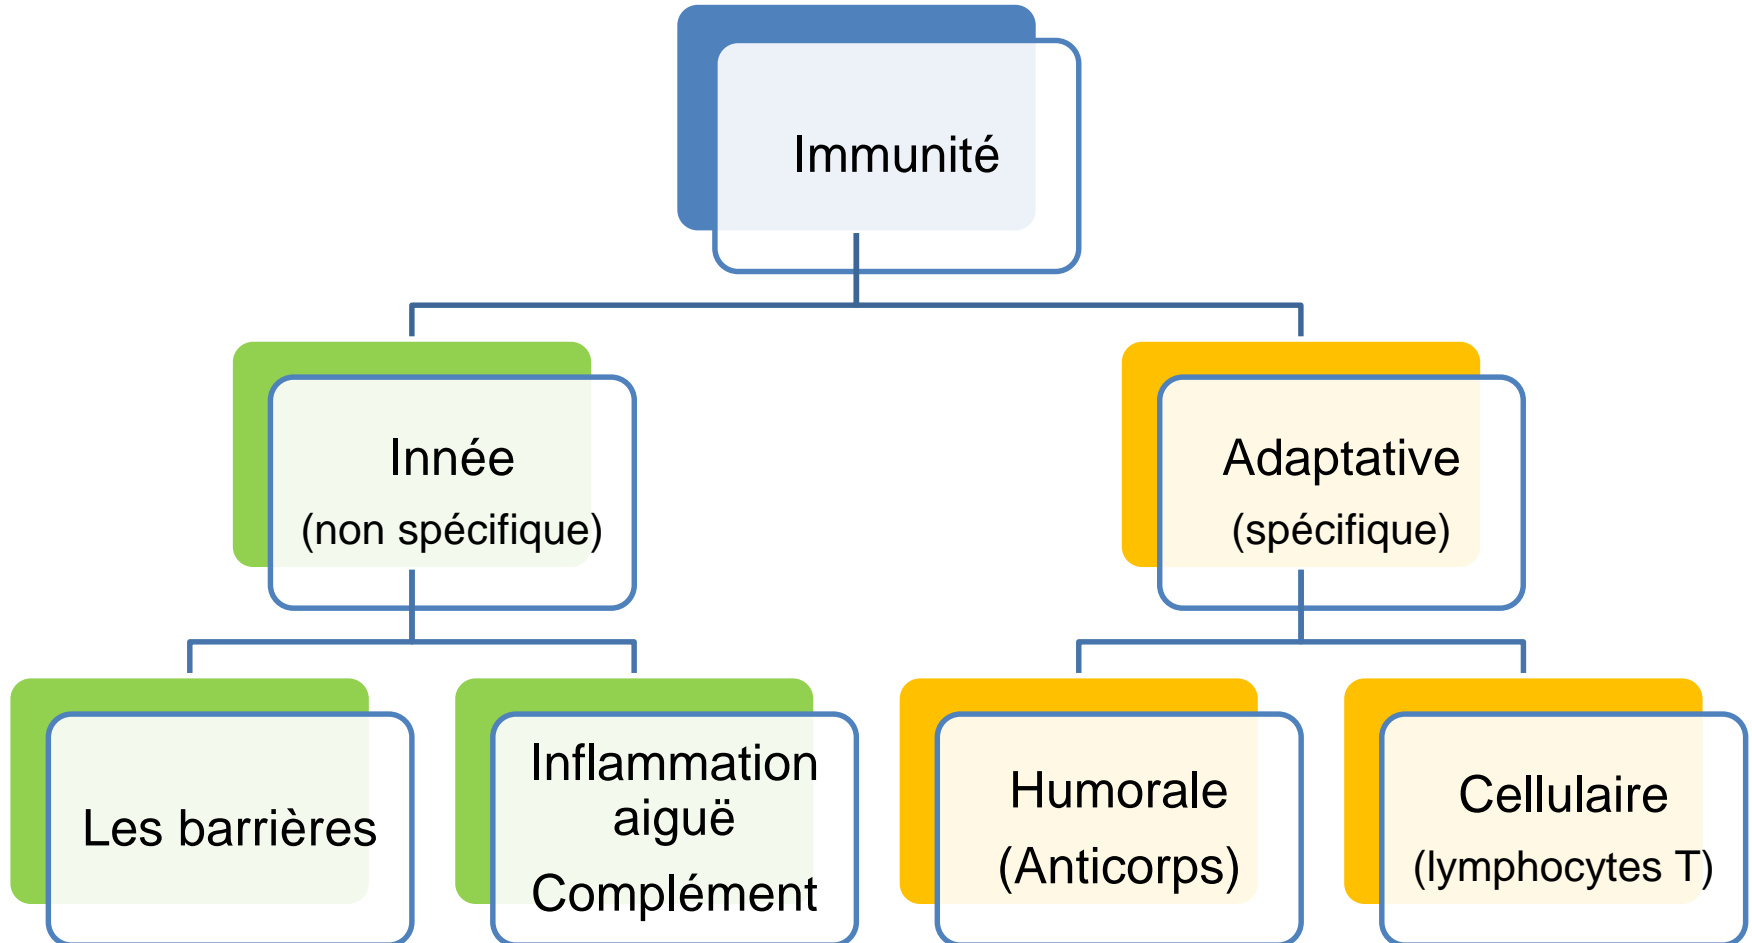 Immunité
Innée
(non spécifique)
Adaptative
(spécifique)
Les barrières
Inflammation
aiguë
Complément
Humorale
(Anticorps)
Cellulaire
(lymphocytes T)